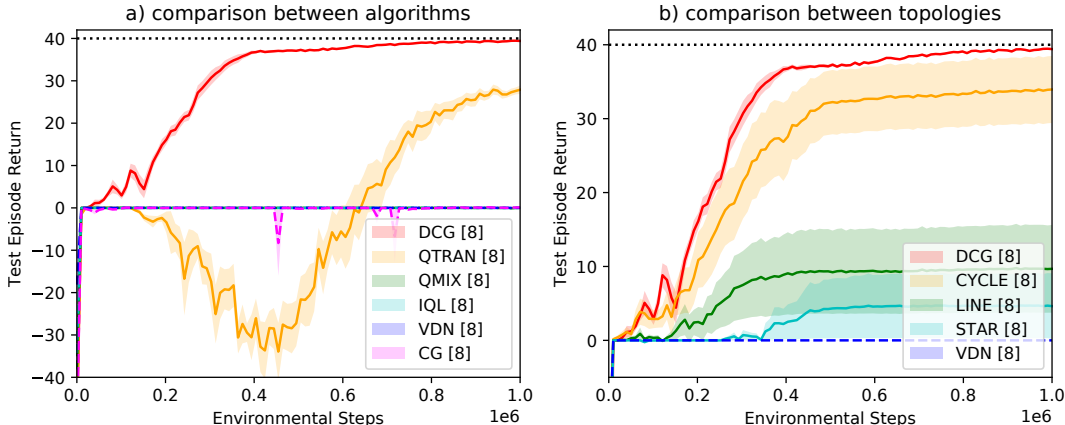 a) comparison between algorithms
40
30
20
10
0
−10
−20
−30
−40
Test Episode Return
DCG [8]
QTRAN [8]
QMIX [8]
IQL [8]
VDN [8]
CG [8]
0.0 0.2 0.4 0.6 0.8 1.0
Environmental Steps
1e6
b) comparison between topologies
40
30
20
10
0
Test Episode Return
DCG [8]
CYCLE [8]
LINE [8]
STAR [8]
VDN [8]
0.0 0.2 0.4 0.6 0.8 1.0
Environmental Steps
1e6